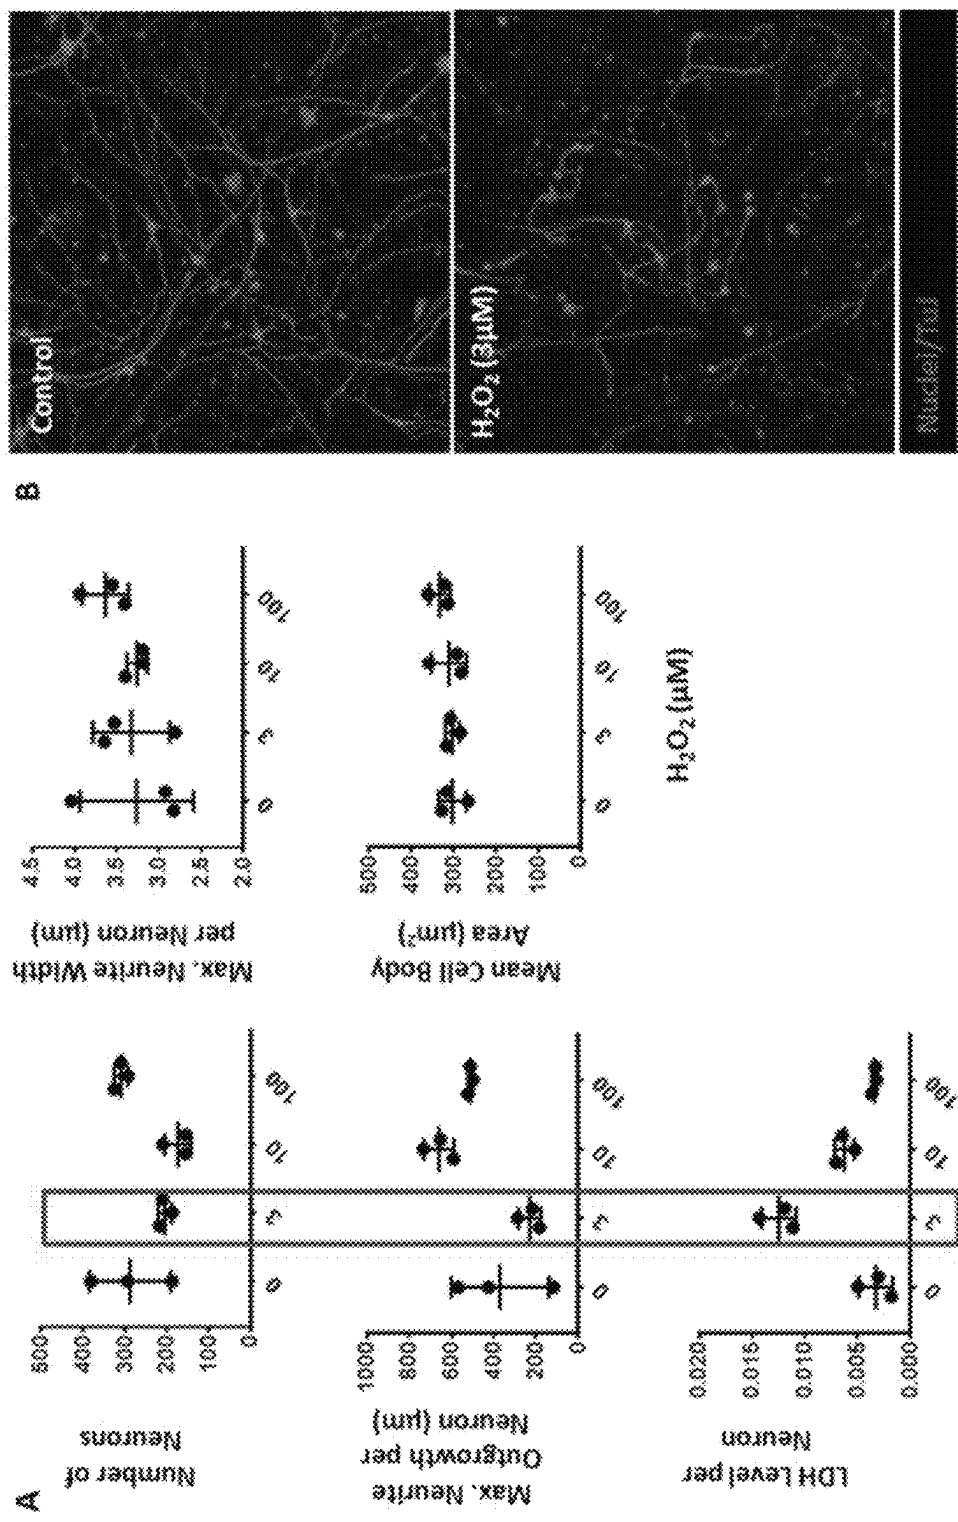 A
Number of
Neurons
500
400
300
200
100
0
0
3
10
100
Max. Neurite
Outgrowth per
Neuron (µm)
1000
800
600
400
200
0
0
3
10
100
LDH Level per
Neuron
0.020
0.015
0.010
0.005
0.000
0
3
10
100
Max. Neurite Width
per Neuron (µm)
4.5
4.0
3.5
3.0
2.5
2.0
0
3
10
100
Mean Cell Body
Area (µm²)
500
400
300
200
100
0
0
3
10
100
H₂O₂ (µM)
B
Control
H₂O₂ (3µM)
Nuclei/TuJ